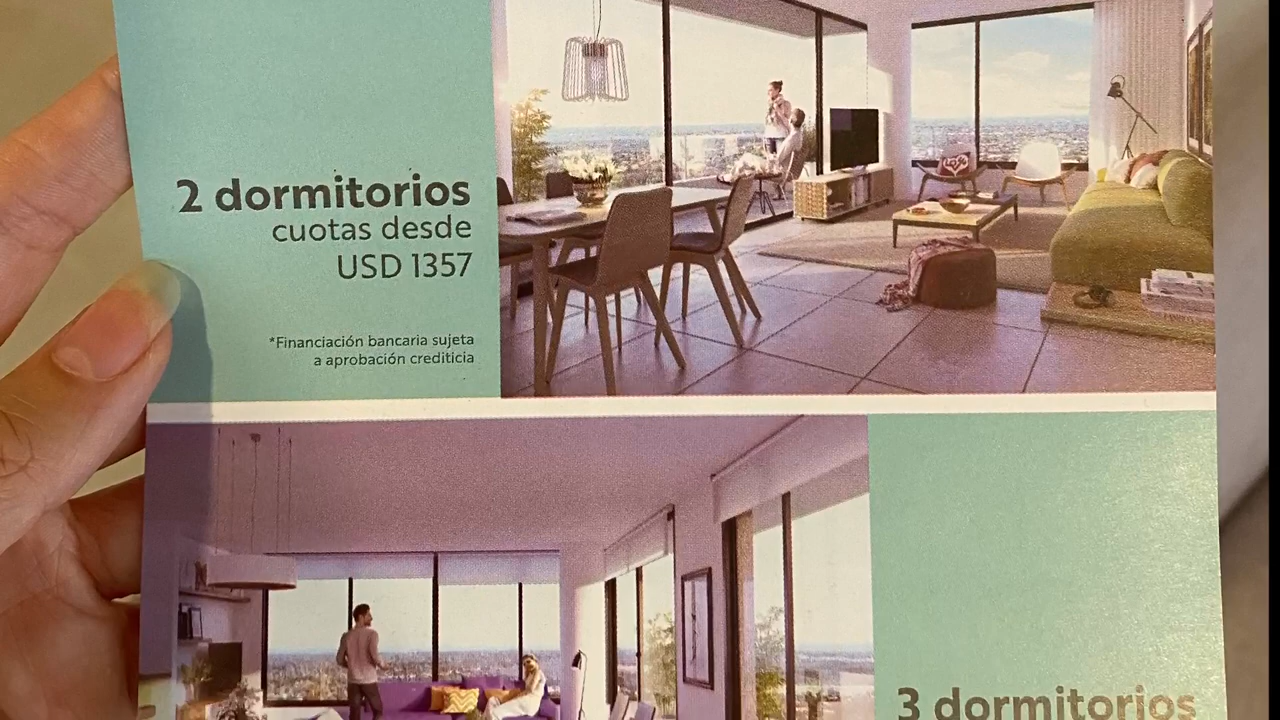 2 dormitorios
cuotas desde
USD 1357
*Financiación bancaria sujeta
a aprobación crediticia
3 dormitorios